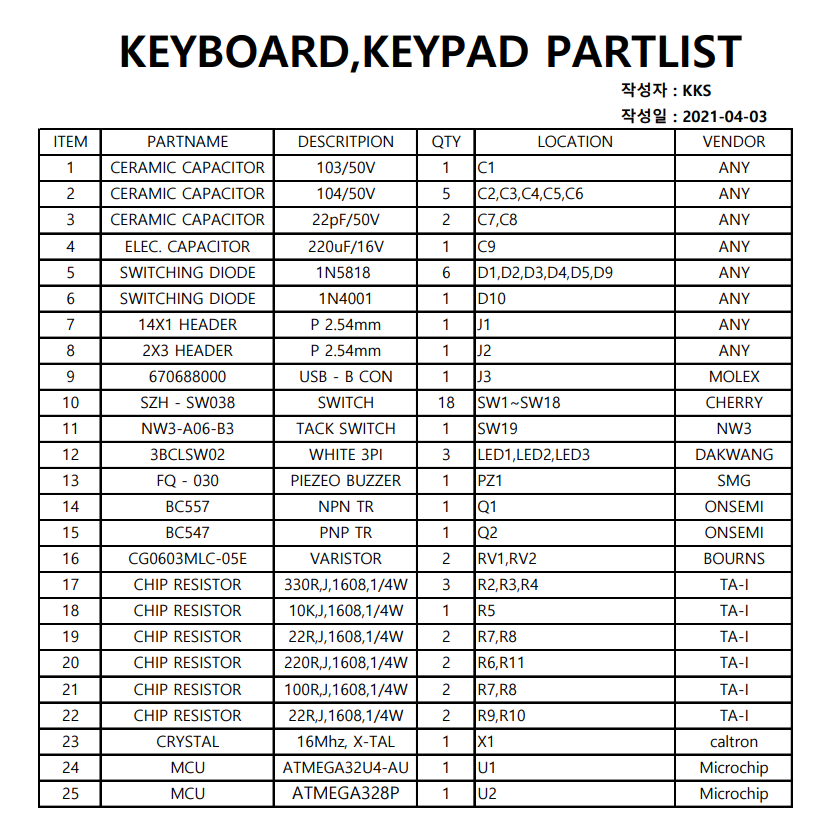 KEYBOARD,KEYPAD PARTLIST
작성자 : KKS
작성일 : 2021-04-03
ITEM PARTNAME DESCRITPION QTY LOCATION VENDOR
1 CERAMIC CAPACITOR 103/50V 1 C1 ANY
2 CERAMIC CAPACITOR 104/50V 5 C2,C3,C4,C5,C6 ANY
3 CERAMIC CAPACITOR 22pF/50V 2 C7,C8 ANY
4 ELEC. CAPACITOR 220uF/16V 1 C9 ANY
5 SWITCHING DIODE 1N5818 6 D1,D2,D3,D4,D5,D9 ANY
6 SWITCHING DIODE 1N4001 1 D10 ANY
7 14X1 HEADER P 2.54mm 1 J1 ANY
8 2X3 HEADER P 2.54mm 1 J2 ANY
9 670688000 USB - B CON 1 J3 MOLEX
10 SZH - SW038 SWITCH 18 SW1~SW18 CHERRY
11 NW3-A06-B3 TACK SWITCH 1 SW19 NW3
12 3BCLSW02 WHITE 3PI 3 LED1,LED2,LED3 DAKWANG
13 FQ - 030 PIEZEO BUZZER 1 PZ1 SMG
14 BC557 NPN TR 1 Q1 ONSEMI
15 BC547 PNP TR 1 Q2 ONSEMI
16 CG0603MLC-05E VARISTOR 2 RV1,RV2 BOURNS
17 CHIP RESISTOR 330R,J,1608,1/4W 3 R2,R3,R4 TA-I
18 CHIP RESISTOR 10K,J,1608,1/4W 1 R5 TA-I
19 CHIP RESISTOR 22R,J,1608,1/4W 2 R7,R8 TA-I
20 CHIP RESISTOR 220R,J,1608,1/4W 2 R6,R11 TA-I
21 CHIP RESISTOR 100R,J,1608,1/4W 2 R7,R8 TA-I
22 CHIP RESISTOR 22R,J,1608,1/4W 2 R9,R10 TA-I
23 CRYSTAL 16Mhz, X-TAL 1 X1 caltron
24 MCU ATMEGA32U4-AU 1 U1 Microchip
25 MCU ATMEGA328P 1 U2 Microchip